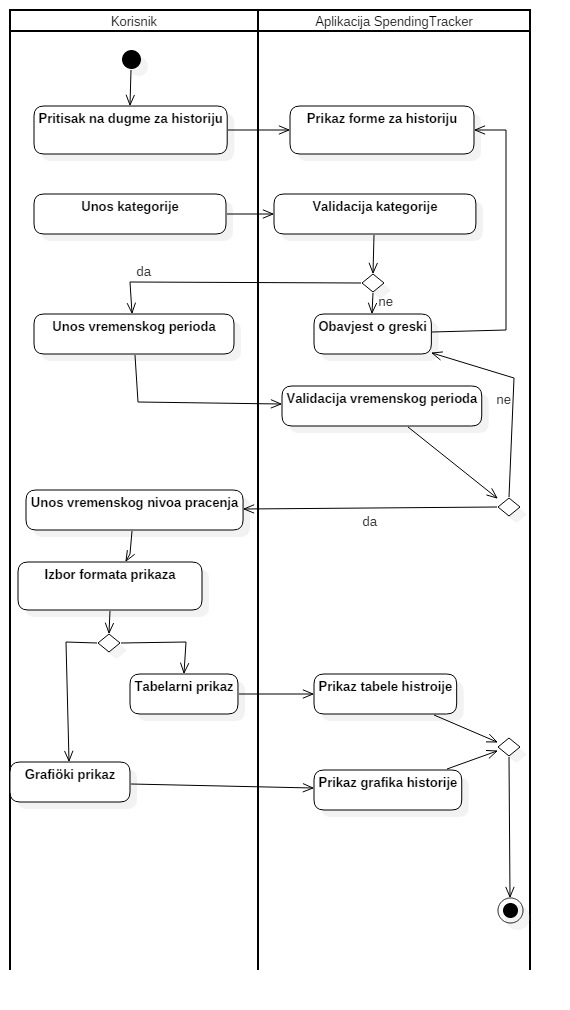 Korisnik
Aplikacija SpendingTracker
Pritisak na dugme za historiju
Prikaz forme za historiju
Unos kategorije
Validacija kategorije
da
ne
Unos vremenskog perioda
Obavjest o greski
Validacija vremenskog perioda
ne
Unos vremenskog nivoa pracenja
da
Izbor formata prikaza
Tabelarni prikaz
Prikaz tabele histroije
Grafiöki prikaz
Prikaz grafika historije